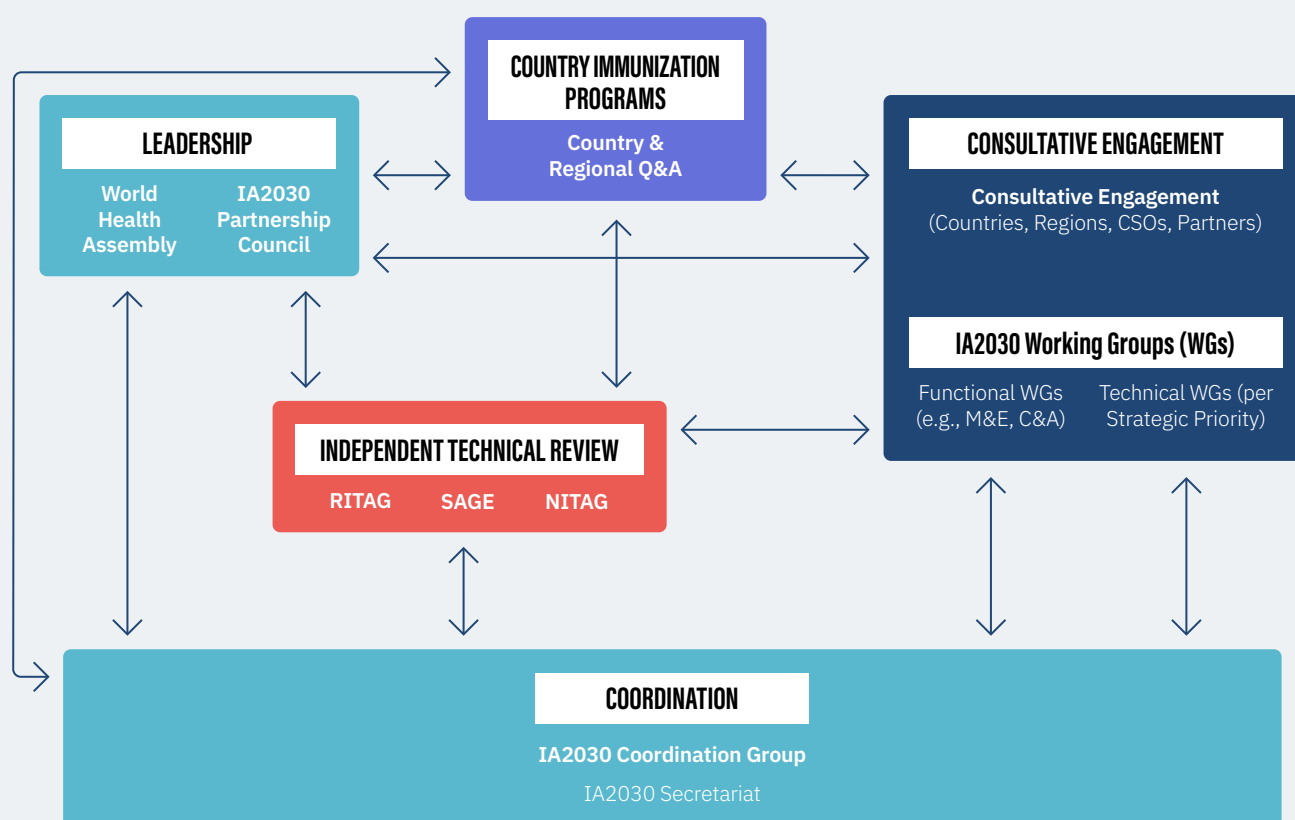 COUNTRY IMMUNIZATION
PROGRAMS
Country &
Regional Q&A
LEADERSHIP
World
Health
Assembly
IA2030
Partnership
Council
CONSULTATIVE ENGAGEMENT
Consultative Engagement
(Countries, Regions, CSOs, Partners)
IA2030 Working Groups (WGs)
Functional WGs
(e.g., M&E, C&A)
Technical WGs (per
Strategic Priority)
INDEPENDENT TECHNICAL REVIEW
RITAG
SAGE
NITAG
COORDINATION
IA2030 Coordination Group
IA2030 Secretariat